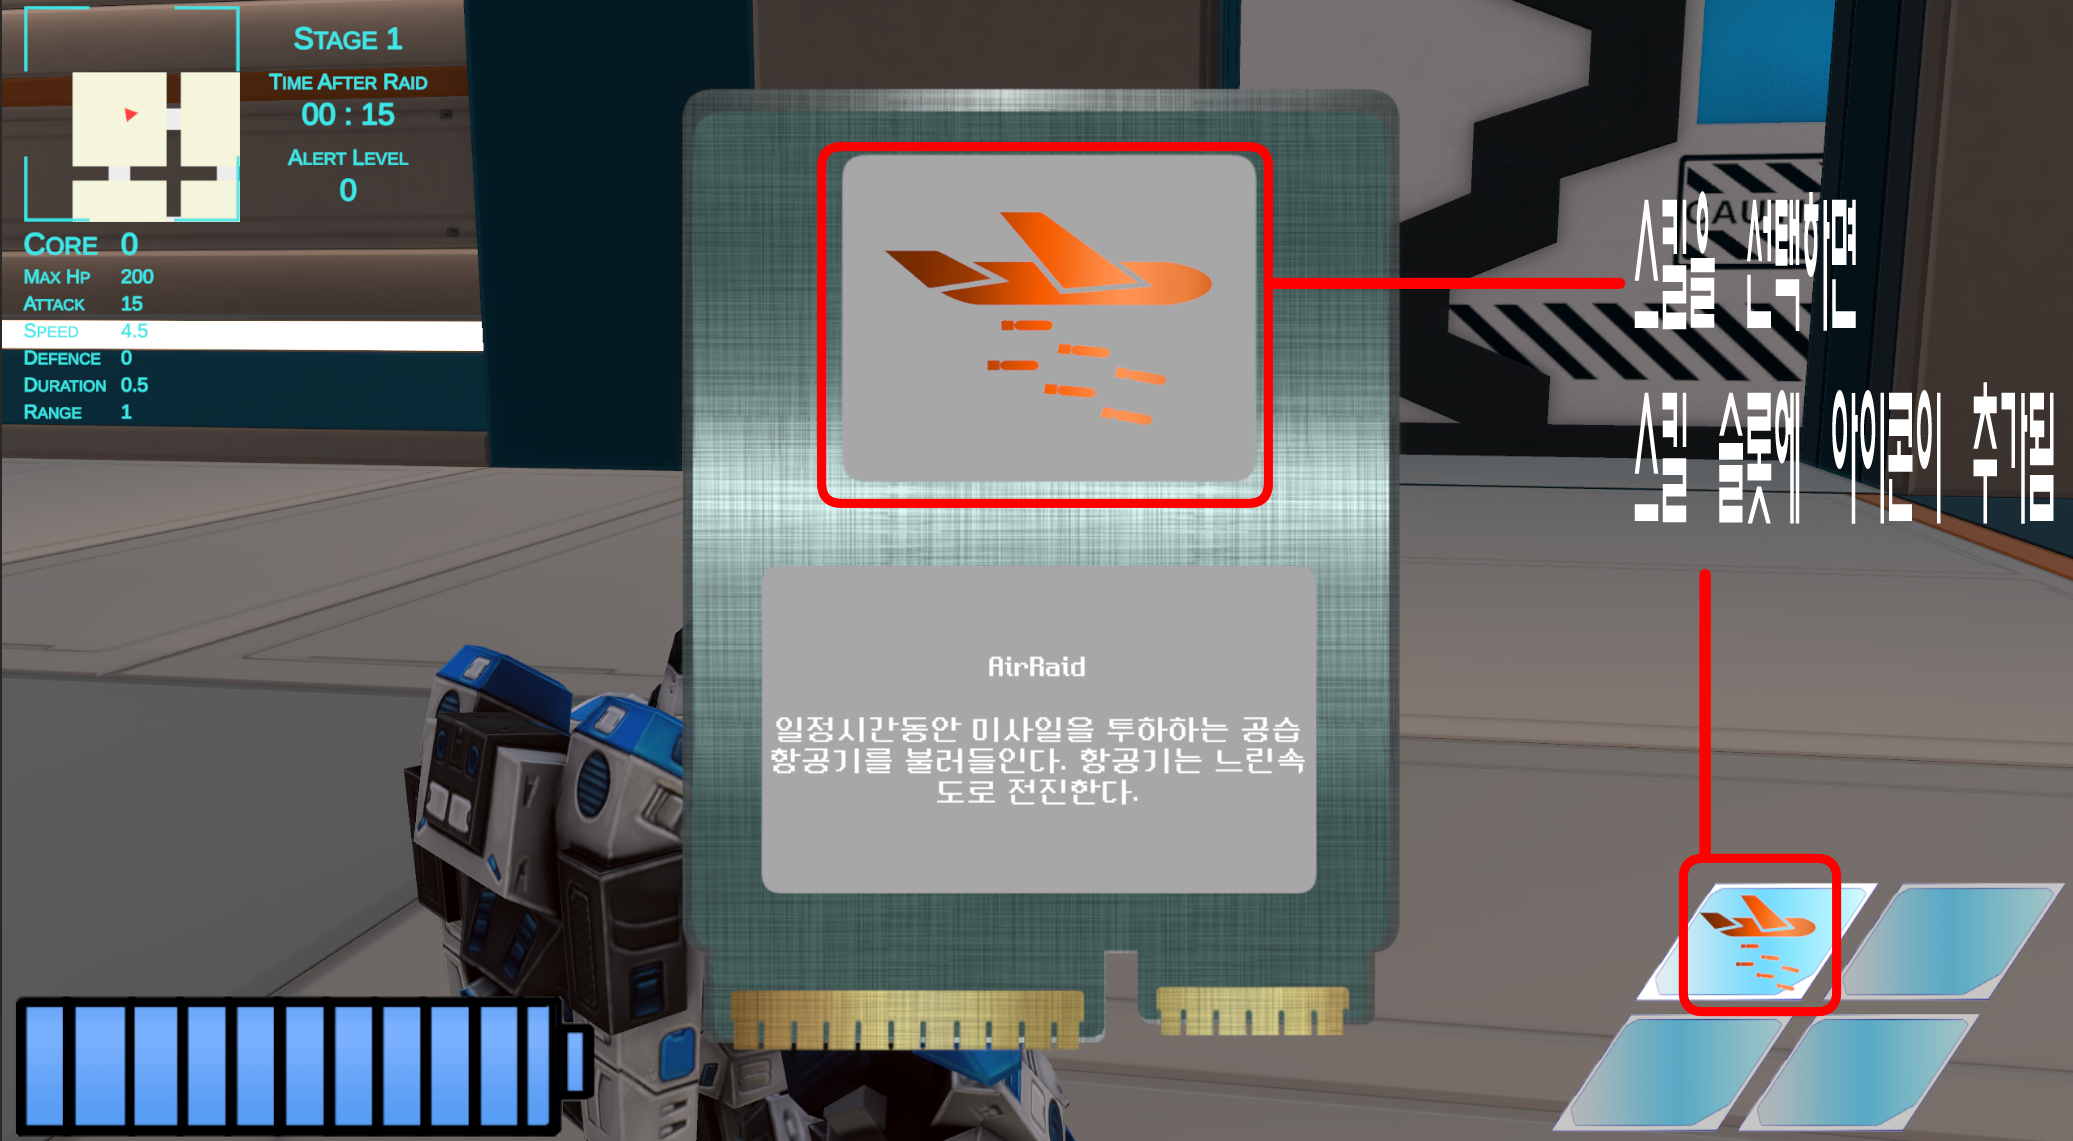 STAGE 1
TIME AFTER RAID
00 : 15
ALERT LEVEL
0
CORE 0
MAX HP 200
ATTACK 15
SPEED 4.5
DEFENCE 0
DURATION 0.5
RANGE 1
CAU
스킬을 선택하면
스킬 슬롯에 아이콘이 추가됨
AirRaid
일정시간동안 미사일을 투하하는 공습
항공기를 불러들인다. 항공기는 느린속
도로 전진한다.